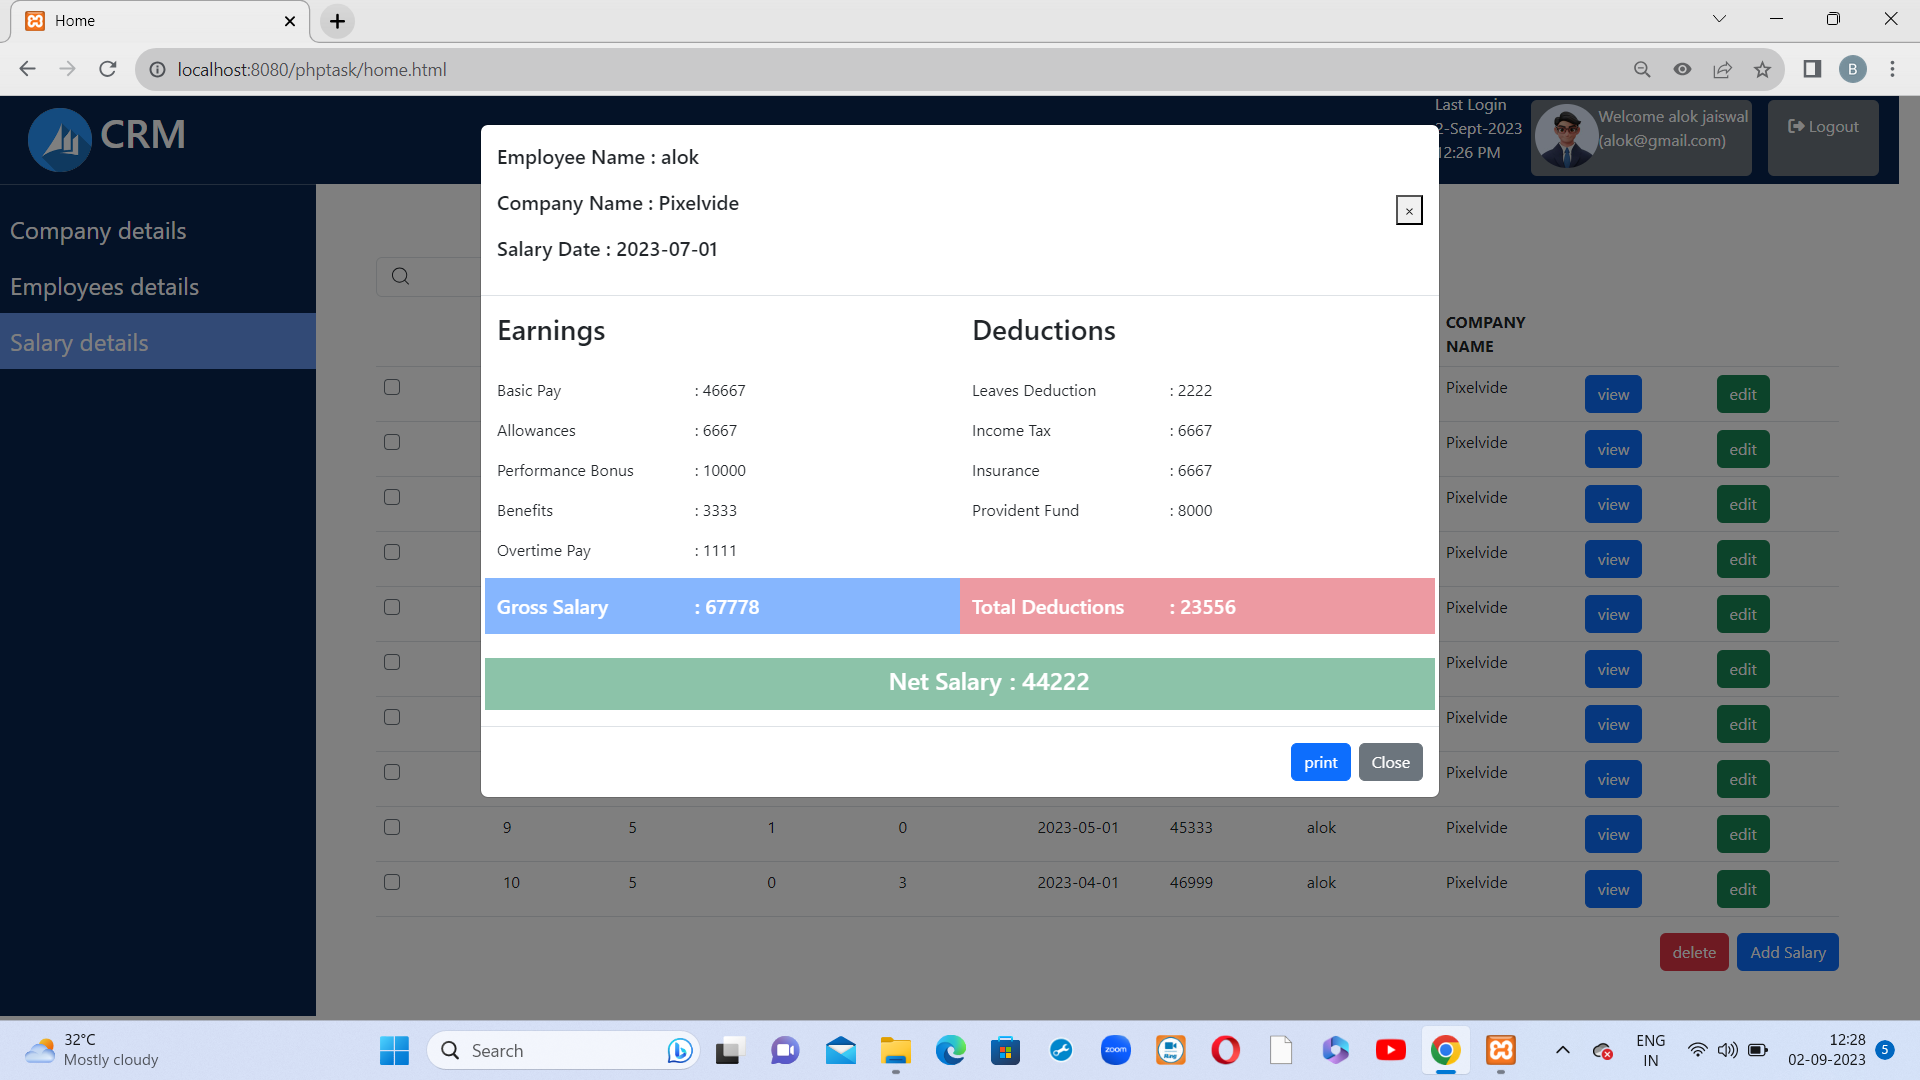 Home
localhost:8080/phptask/home.html
B
CRM
Last Login
2-Sept-2023
12:26 PM
Welcome alok jaiswal
(alok@gmail.com)
Logout
Company details
Employees details
Salary details
Employee Name : alok
Company Name : Pixelvide
×
Salary Date : 2023-07-01
Earnings
Deductions
Basic Pay : 46667
Leaves Deduction : 2222
Allowances : 6667
Income Tax : 6667
Performance Bonus : 10000
Insurance : 6667
Benefits : 3333
Provident Fund : 8000
Overtime Pay : 1111
Gross Salary : 67778
Total Deductions : 23556
Net Salary : 44222
print Close
COMPANY
NAME
Pixelvide view edit
Pixelvide view edit
Pixelvide view edit
Pixelvide view edit
Pixelvide view edit
Pixelvide view edit
Pixelvide view edit
Pixelvide view edit
9 5 1 0 2023-05-01 45333 alok Pixelvide view edit
10 5 0 3 2023-04-01 46999 alok Pixelvide view edit
delete Add Salary
32°C
Mostly cloudy
Search
zoom
ENG
IN
12:28
02-09-2023
5